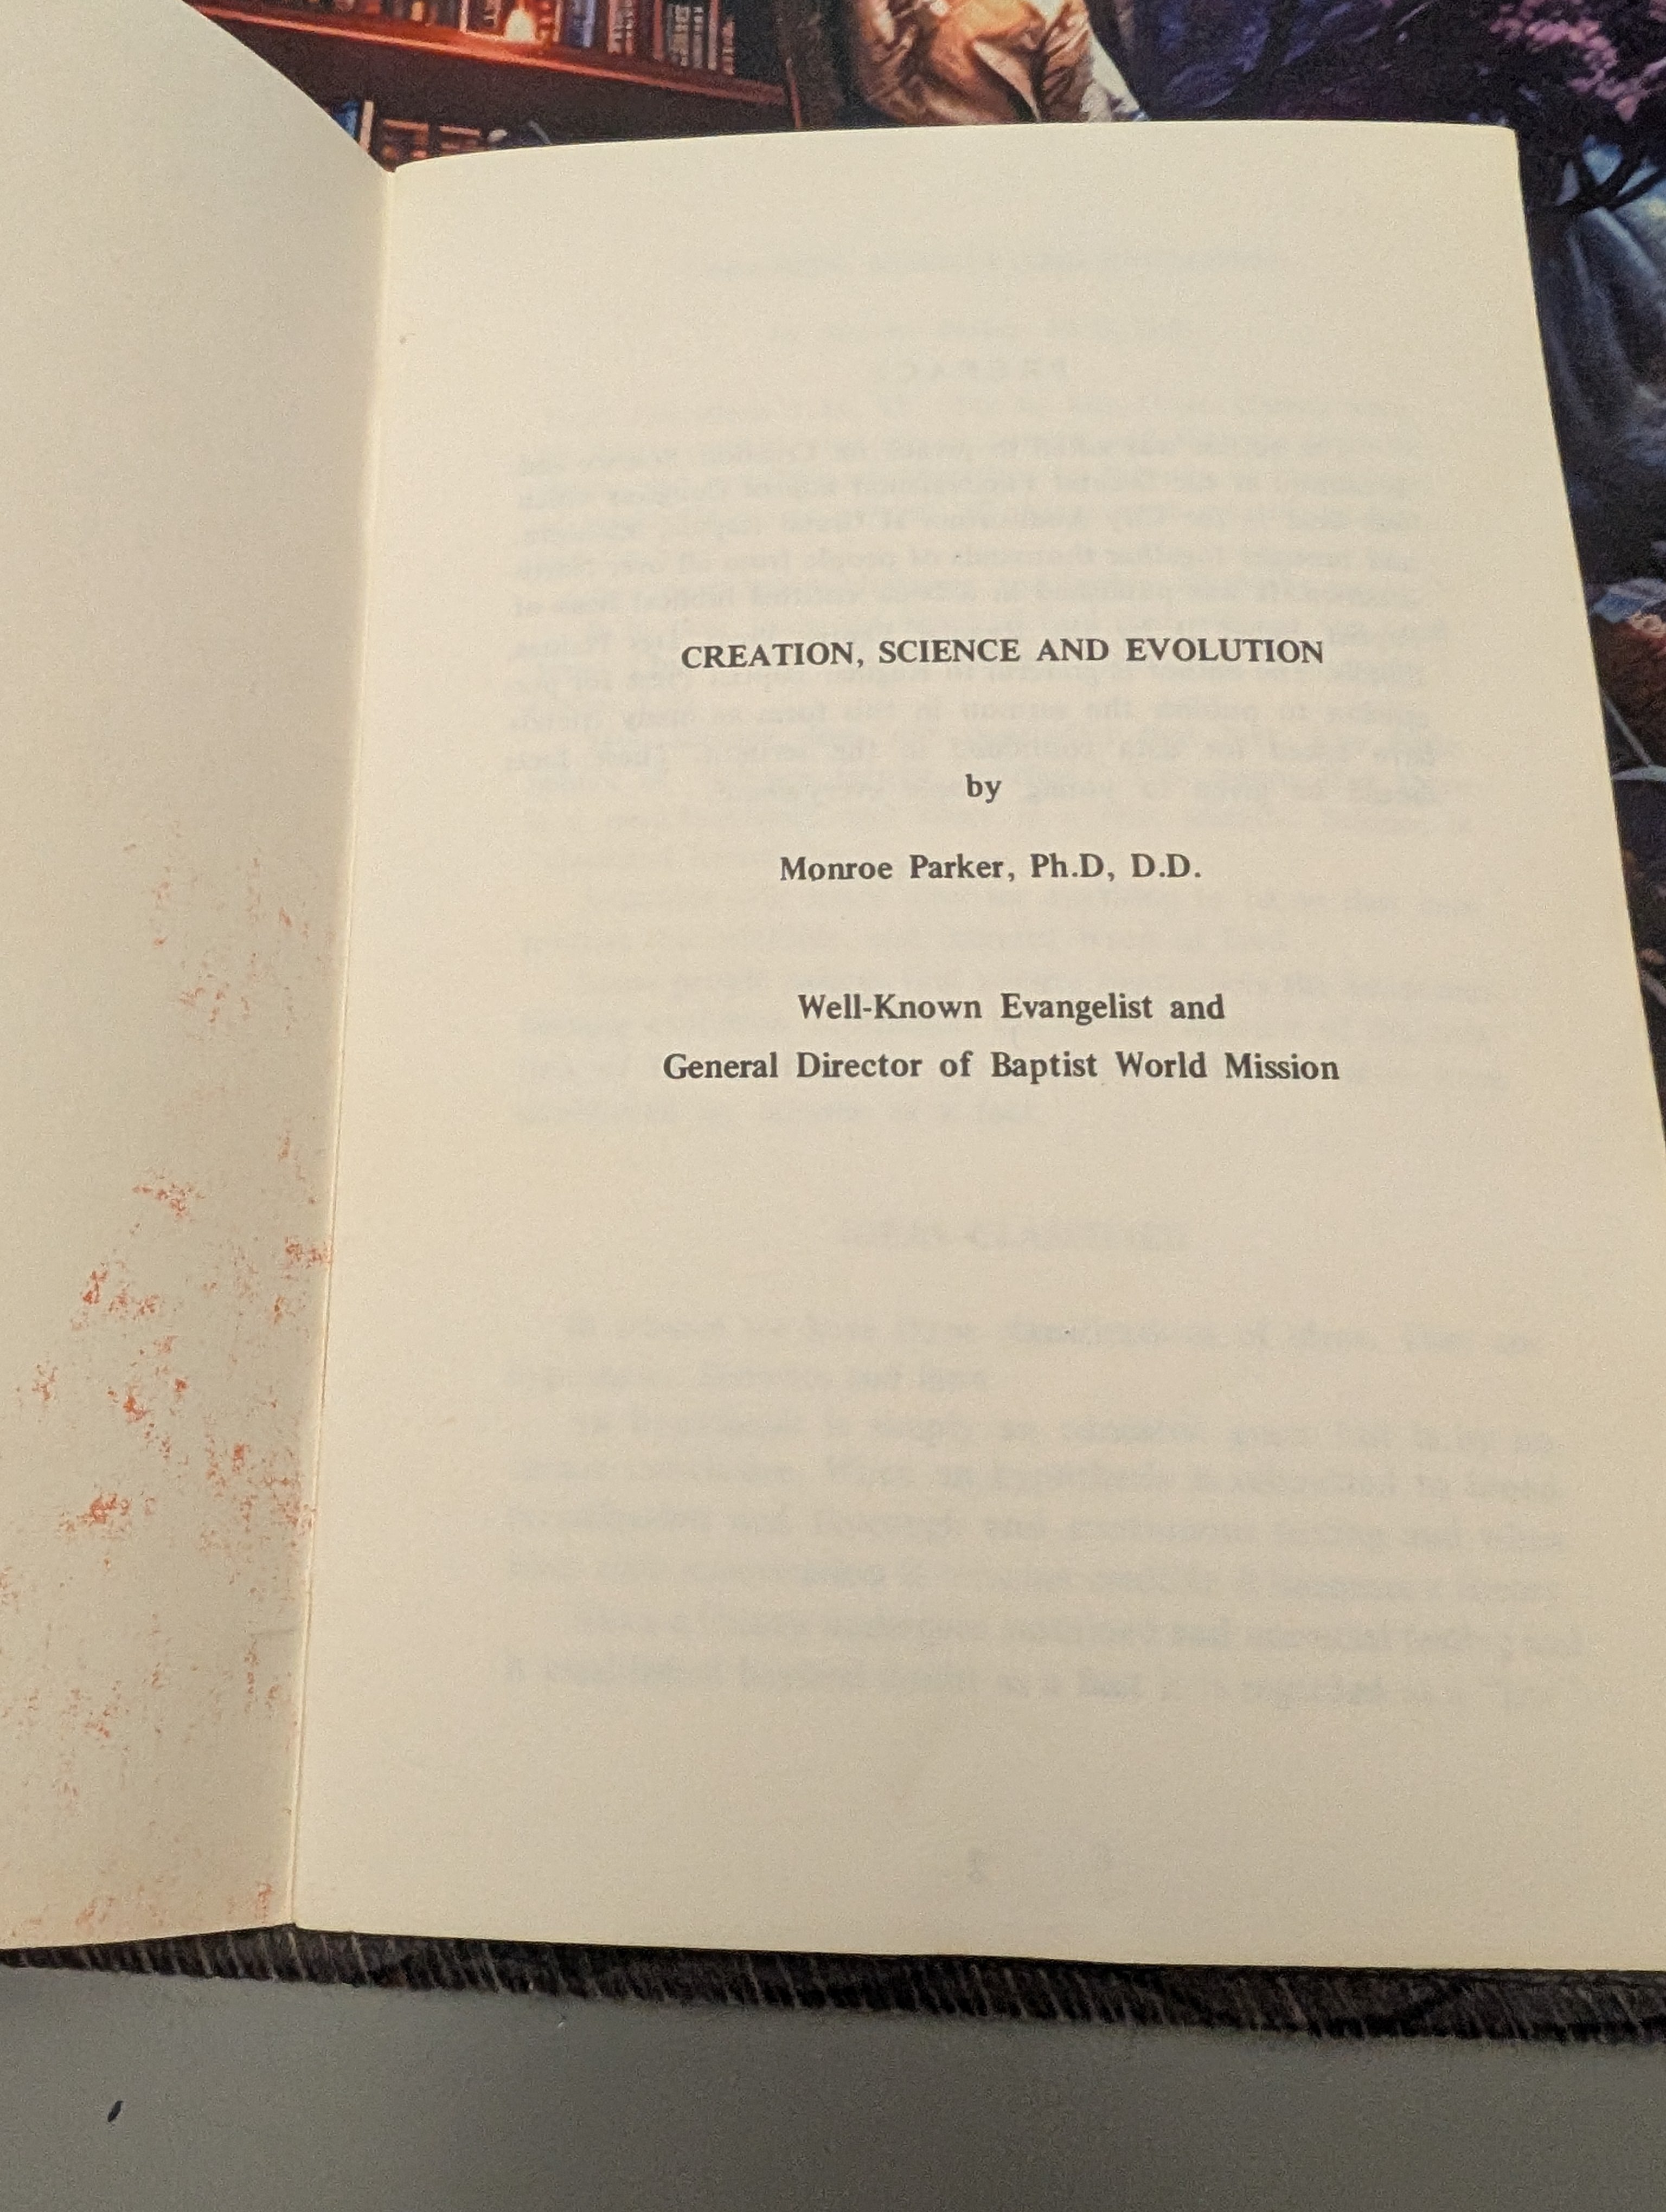 CREATION, SCIENCE AND EVOLUTION
by
Monroe Parker, Ph.D, D.D.
Well-Known Evangelist and
General Director of Baptist World Mission